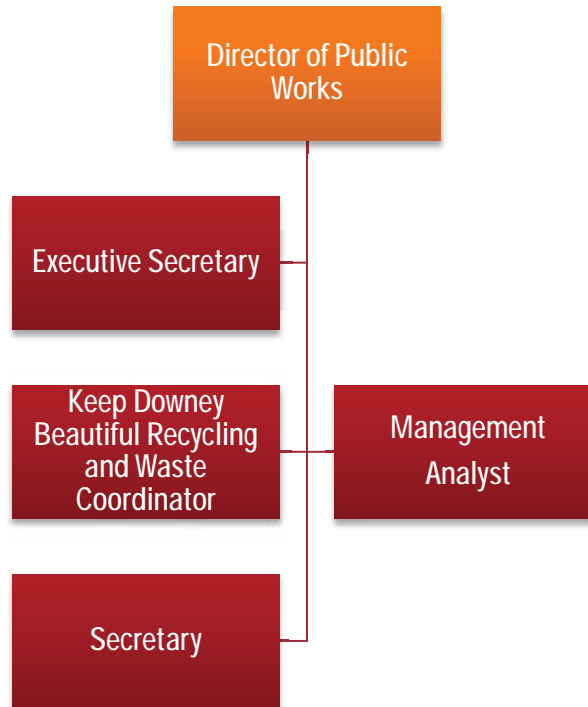 Director of Public
Works
Executive Secretary
Keep Downey
Beautiful Recycling
and Waste
Coordinator
Management
Analyst
Secretary